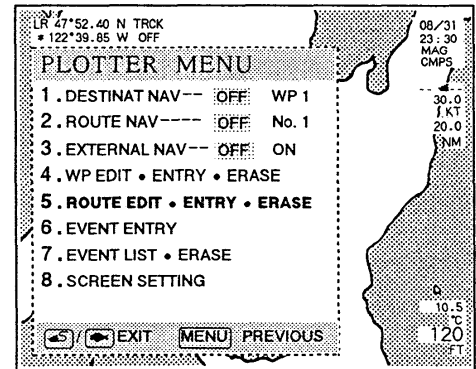 LR 47°52.40 N TRCK
* 122°39.85 W OFF
PLOTTER MENU
1. DESTINAT NAV-- OFF WP 1
2. ROUTE NAV---- OFF No. 1
3. EXTERNAL NAV-- OFF ON
4. WP EDIT • ENTRY • ERASE
5. ROUTE EDIT • ENTRY • ERASE
6. EVENT ENTRY
7. EVENT LIST • ERASE
8. SCREEN SETTING
/ EXIT MENU PREVIOUS
08/31
23:30
MAG
CMPS
30.0
KT
20.0
NM
10.5
°C
120
FT